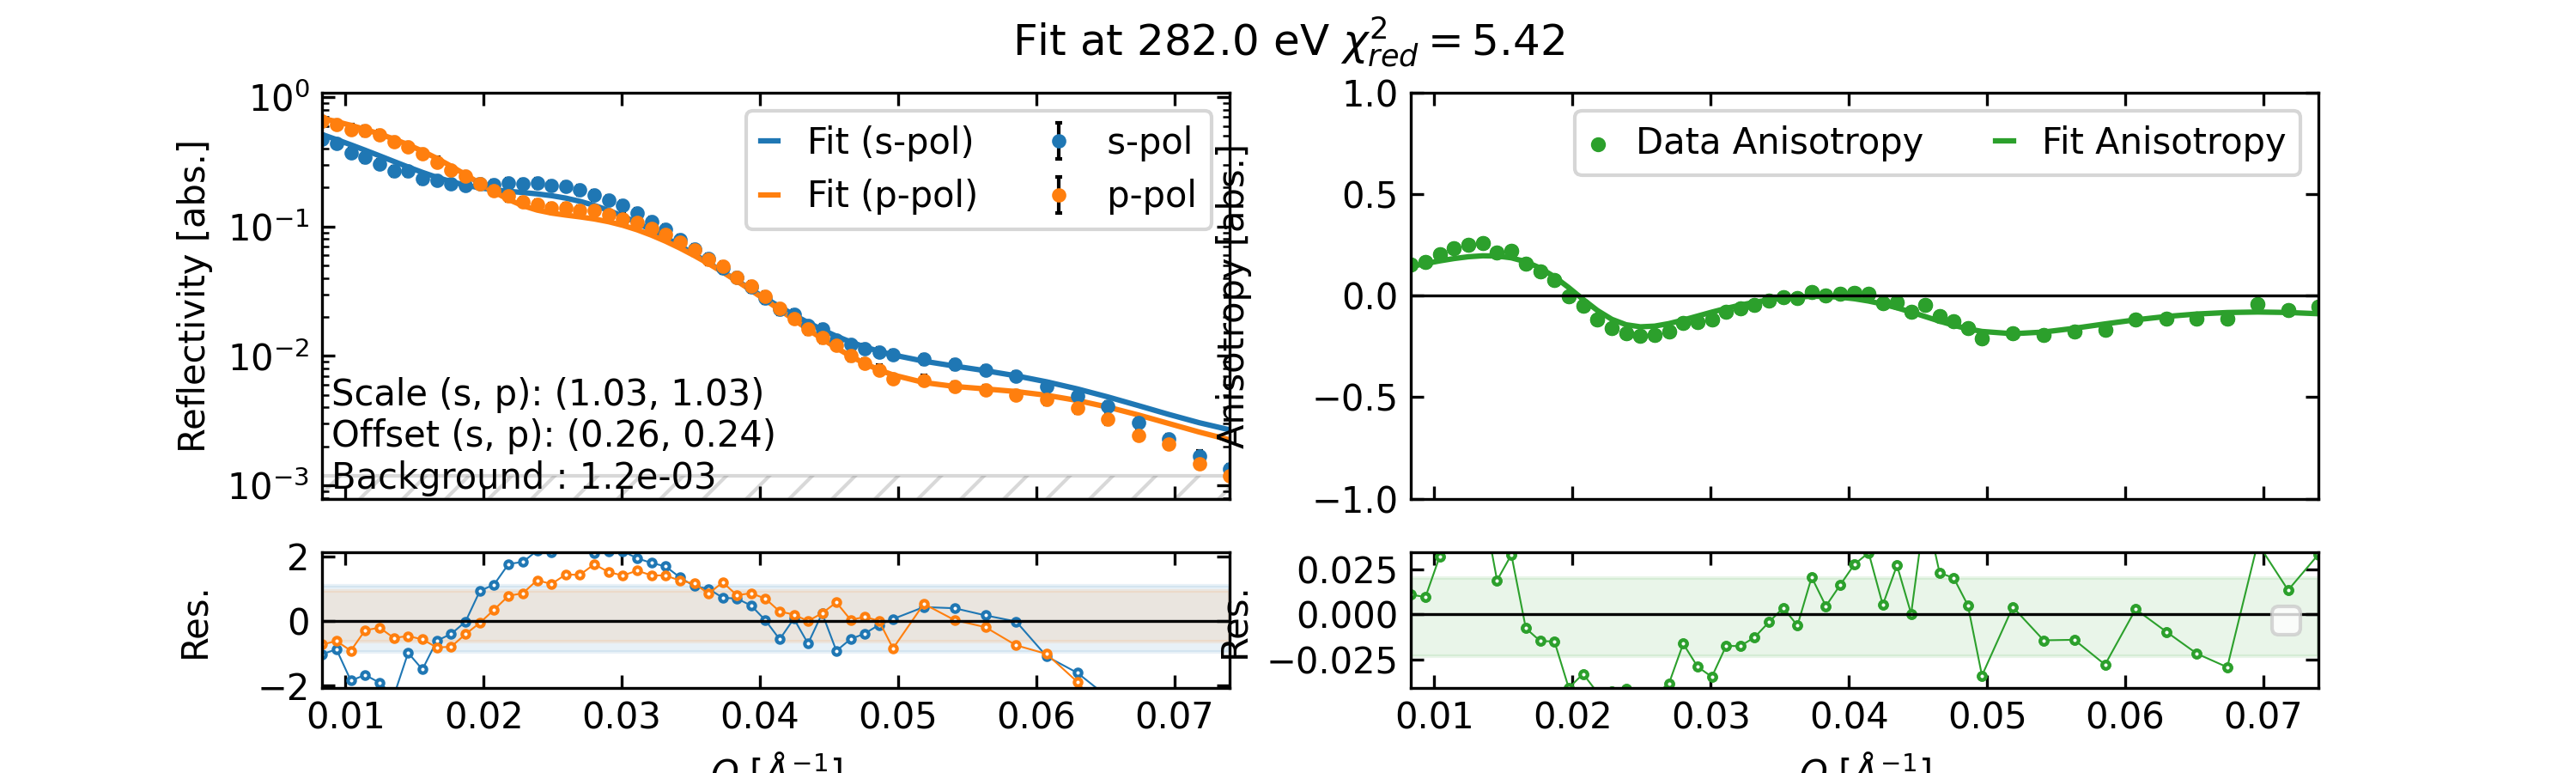 Fit at 282.0 eV χ²_red = 5.42
Reflectivity [abs.]
10⁰
10⁻¹
10⁻²
10⁻³
Fit (s-pol)
Fit (p-pol)
s-pol
p-pol
Scale (s, p): (1.03, 1.03)
Offset (s, p): (0.26, 0.24)
Background : 1.2e-03
Anisotropy [abs.]
1.0
0.5
0.0
−0.5
−1.0
Data Anisotropy
Fit Anisotropy
Res.
2
0
−2
0.01 0.02 0.03 0.04 0.05 0.06 0.07
Q [Å⁻¹]
Res.
0.025
0.000
−0.025
0.01 0.02 0.03 0.04 0.05 0.06 0.07
Q [Å⁻¹]